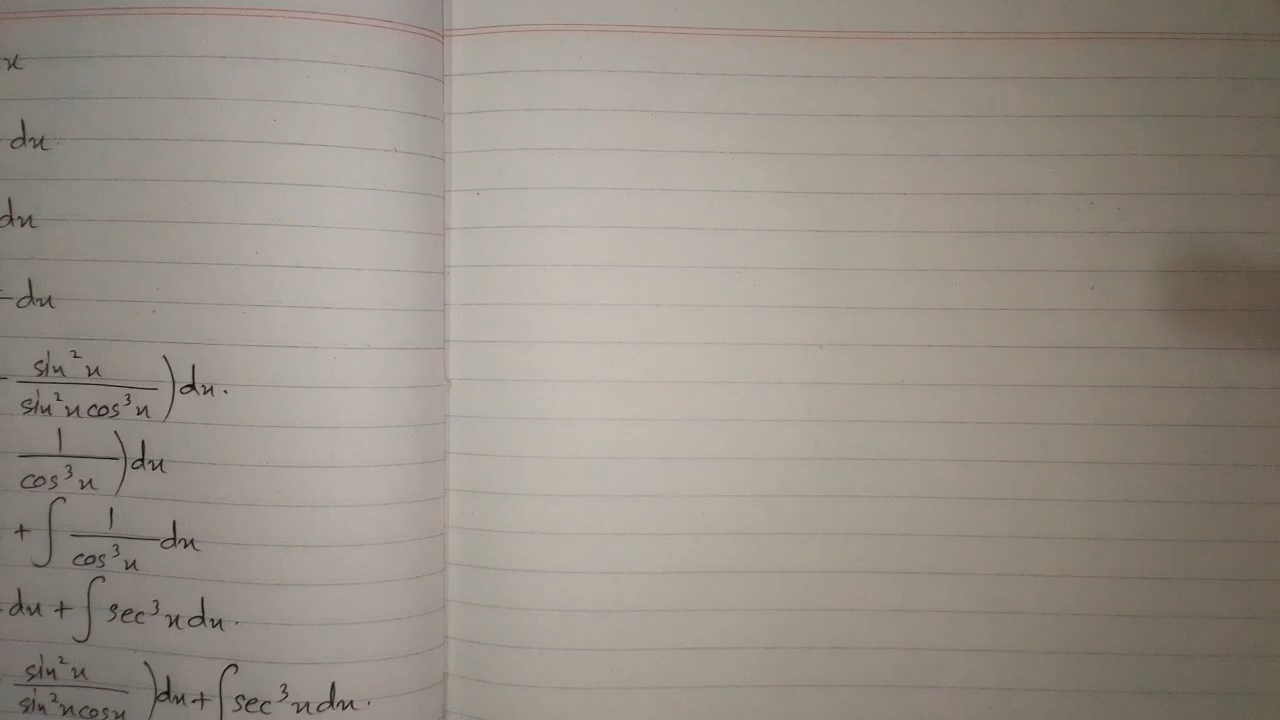 x
dx.
dx
dx
- sin²x / sin²x cos³x ) dx.
1 / cos³x ) dx
+ ∫ 1 / cos³x dx
dx + ∫ sec³x dx.
sin²x / sin²x cosx ) dx + ∫ sec³x dx.